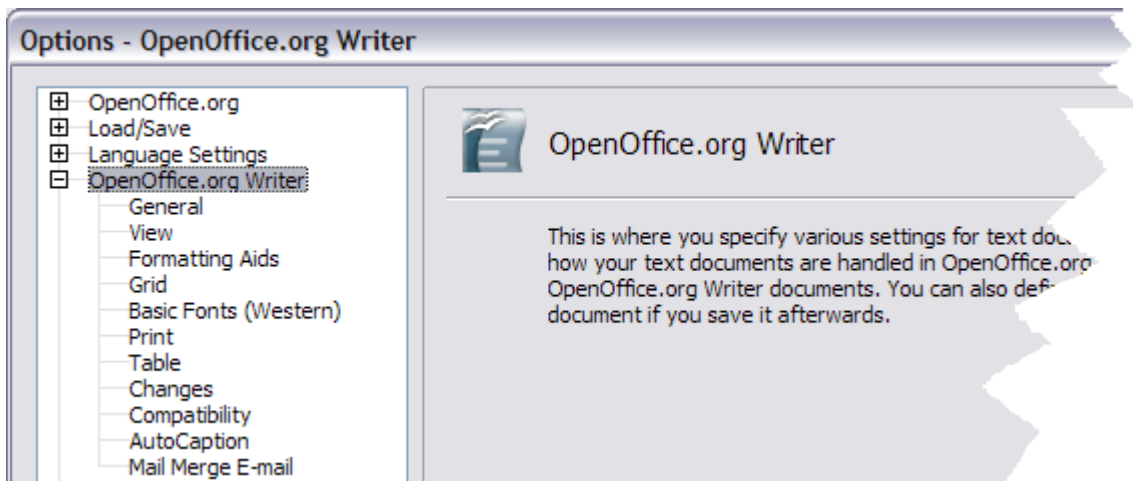 Options - OpenOffice.org Writer
OpenOffice.org
Load/Save
Language Settings
OpenOffice.org Writer
General
View
Formatting Aids
Grid
Basic Fonts (Western)
Print
Table
Changes
Compatibility
AutoCaption
Mail Merge E-mail
OpenOffice.org Writer
This is where you specify various settings for text
how your text documents are handled in OpenOffice.org
OpenOffice.org Writer documents. You can also
document if you save it afterwards.